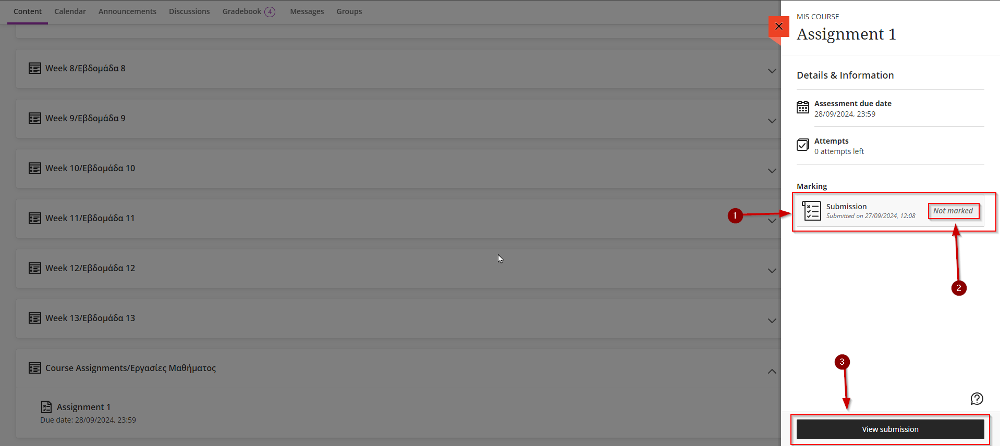 Content Calendar Announcements Discussions Gradebook 4 Messages Groups
Week 8/Εβδομάδα 8
Week 9/Εβδομάδα 9
Week 10/Εβδομάδα 10
Week 11/Εβδομάδα 11
Week 12/Εβδομάδα 12
Week 13/Εβδομάδα 13
Course Assignments/Εργασίες Μαθήματος
Assignment 1
Due date: 28/09/2024, 23:59
MIS COURSE
Assignment 1
Details & Information
Assessment due date
28/09/2024, 23:59
Attempts
0 attempts left
Marking
1
Submission
Submitted on 27/09/2024, 12:08
Not marked
2
3
View submission